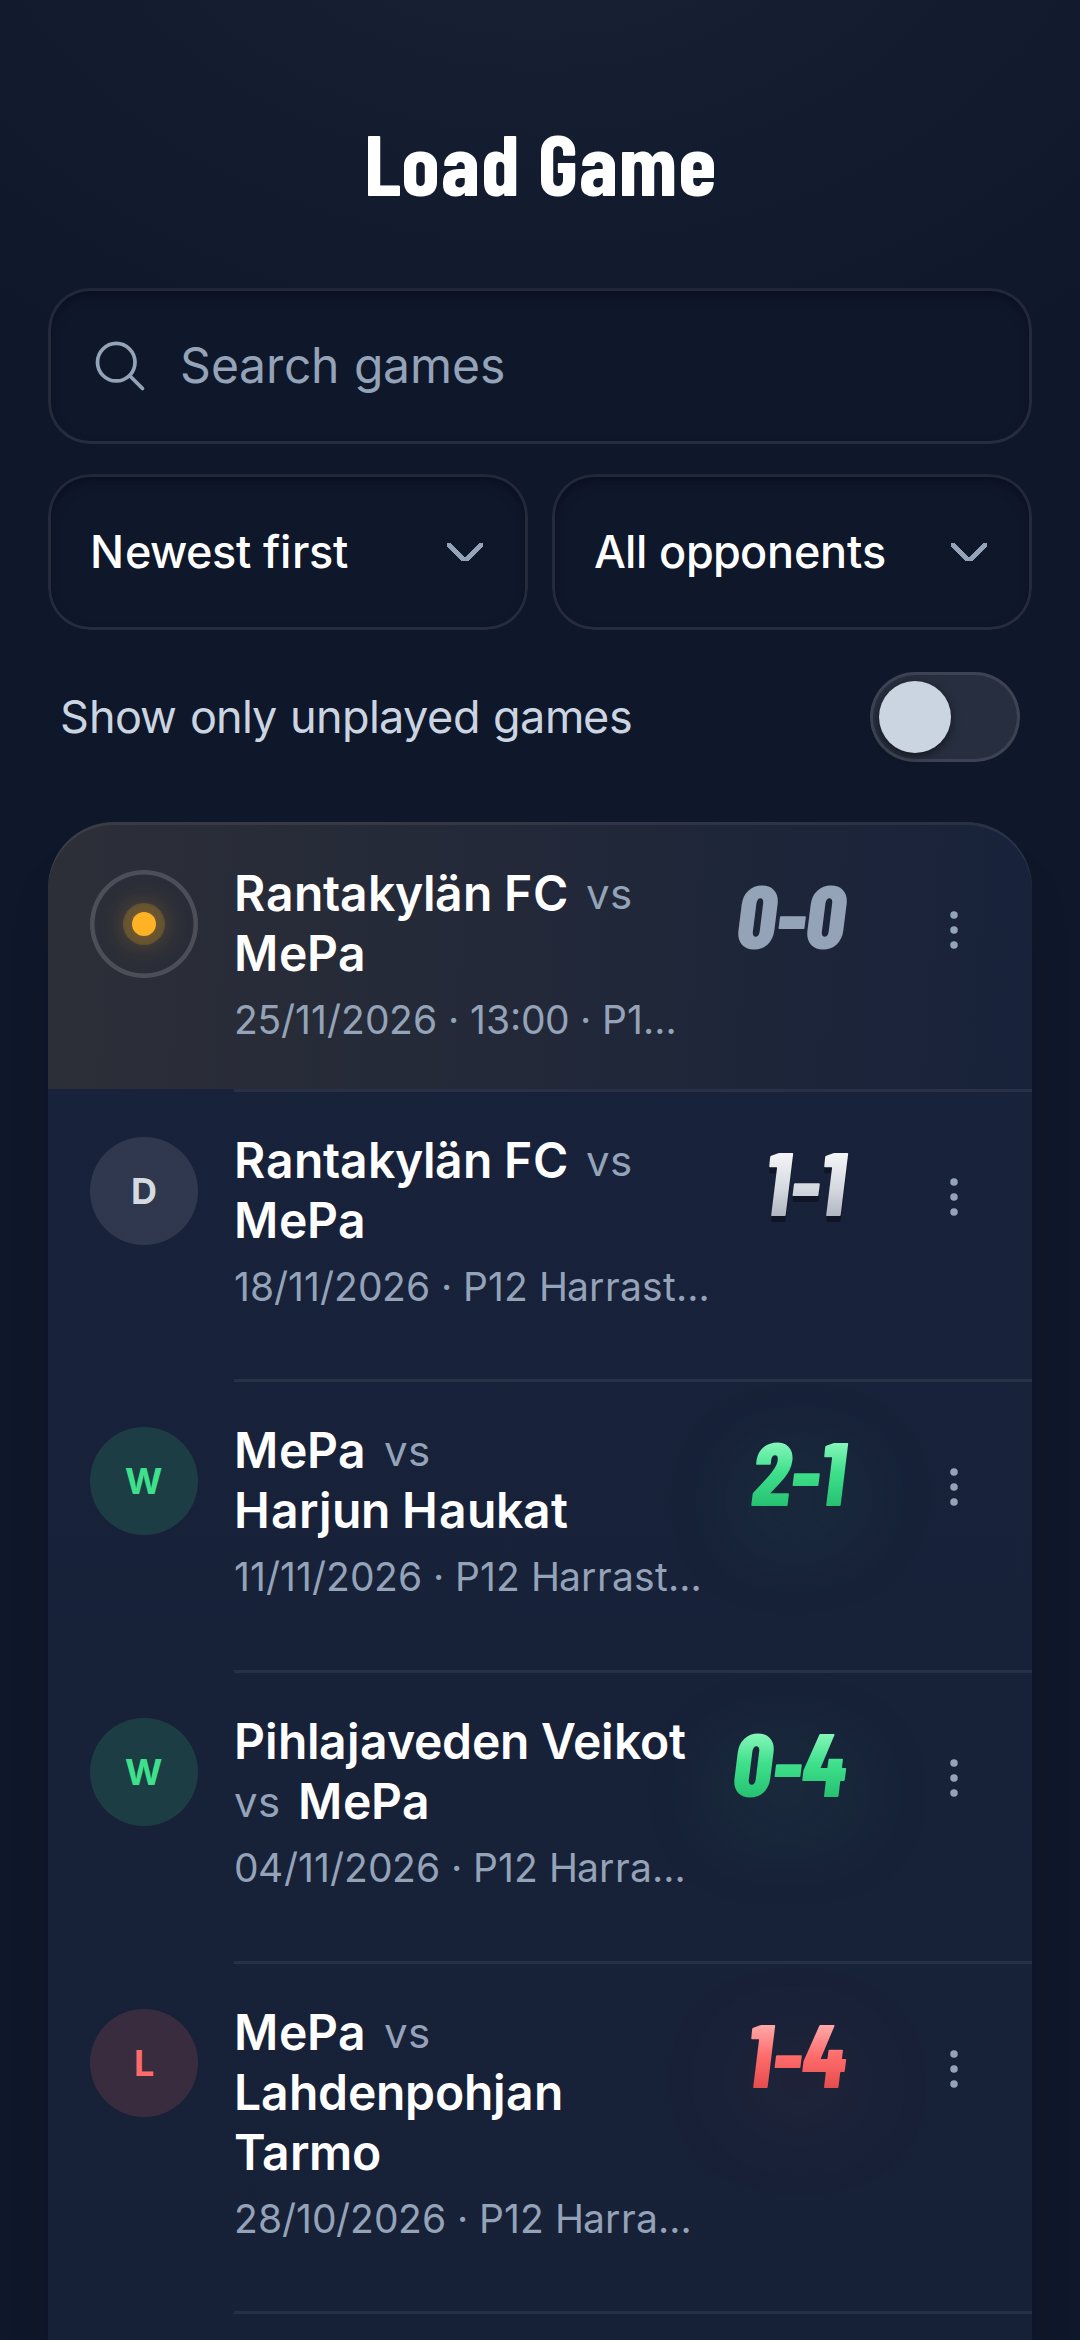 Load Game
Search games
Newest first
All opponents
Show only unplayed games
Rantakylän FC vs
MePa
0-0
25/11/2026 · 13:00 · P1...
D
Rantakylän FC vs
MePa
1-1
18/11/2026 · P12 Harrast...
W
MePa vs
Harjun Haukat
2-1
11/11/2026 · P12 Harrast...
W
Pihlajaveden Veikot
vs MePa
0-4
04/11/2026 · P12 Harra...
L
MePa vs
Lahdenpohjan
Tarmo
1-4
28/10/2026 · P12 Harra...